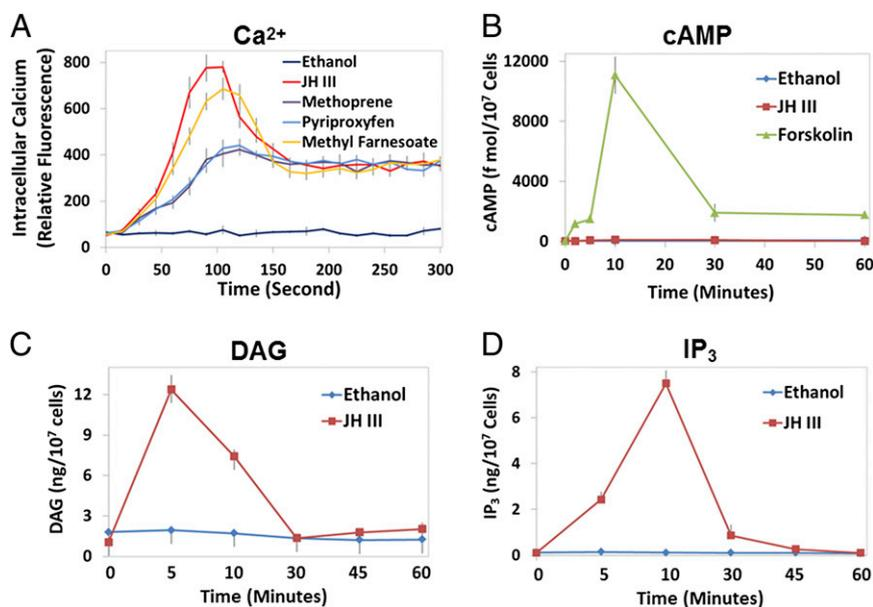 A
Ca²⁺
Intracellular Calcium
(Relative Fluorescence)
800
600
400
200
0
Ethanol
JH III
Methoprene
Pyriproxyfen
Methyl Farnesoate
0 50 100 150 200 250 300
Time (Second)
B
cAMP
cAMP (f mol/10⁷ Cells)
12000
8000
4000
0
Ethanol
JH III
Forskolin
0 10 20 30 40 50 60
Time (Minutes)
C
DAG
DAG (ng/10⁷ cells)
12
9
6
3
0
Ethanol
JH III
0 5 10 30 45 60
Time (Minutes)
D
IP₃
IP₃ (ng/10⁷ Cells)
8
6
4
2
0
Ethanol
JH III
0 5 10 30 45 60
Time (Minutes)